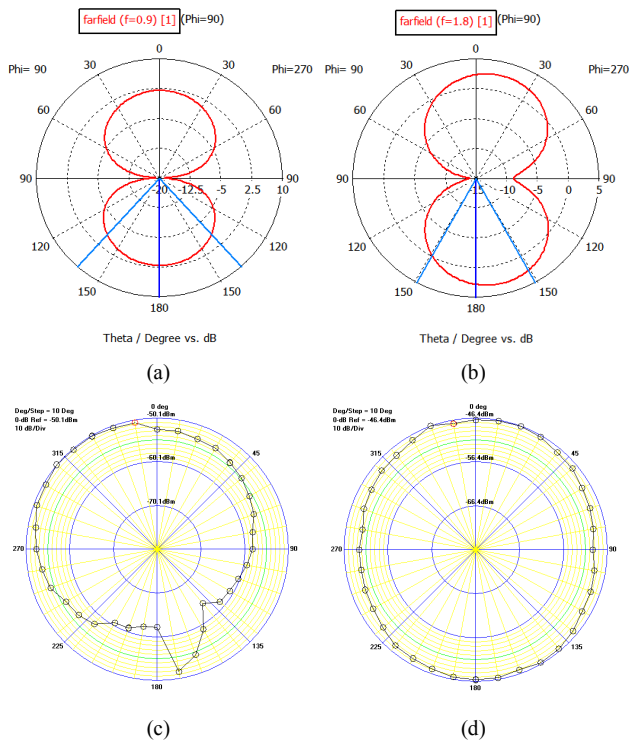 farfield (f=0.9) [1] (Phi=90)
Phi= 90 0 Phi=270
30 30
60 60
90 -20 -12.5 -5 2.5 10 90
120 120
150 150
180
Theta / Degree vs. dB
(a)
farfield (f=1.8) [1] (Phi=90)
Phi= 90 0 Phi=270
30 30
60 60
90 -15 -10 -5 0 5 90
120 120
150 150
180
Theta / Degree vs. dB
(b)
Deg/Step = 10 Deg
0-dB Ref = -50.1dBm
10 dB/Div
0 deg
-50.1dBm
315 45
-60.1dBm
-70.1dBm
270 90
225 135
180
(c)
Deg/Step = 10 Deg
0-dB Ref = -46.4dBm
10 dB/Div
0 deg
-46.4dBm
315 45
-56.4dBm
-66.4dBm
270 90
225 135
180
(d)